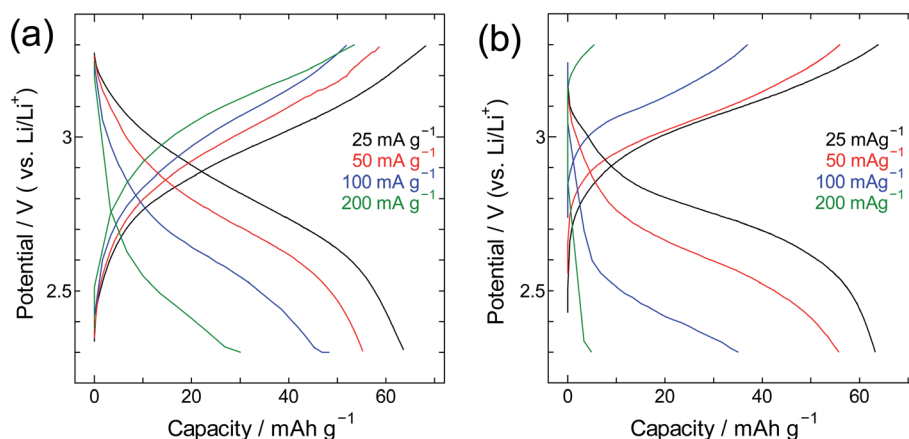 (a)
Potential / V ( vs. Li/Li⁺)
3
2.5
25 mA g⁻¹
50 mA g⁻¹
100 mA g⁻¹
200 mA g⁻¹
0 20 40 60
Capacity / mAh g⁻¹
(b)
Potential / V (vs. Li/Li⁺)
3
2.5
25 mAg⁻¹
50 mAg⁻¹
100 mAg⁻¹
200 mAg⁻¹
0 20 40 60
Capacity / mAh g⁻¹